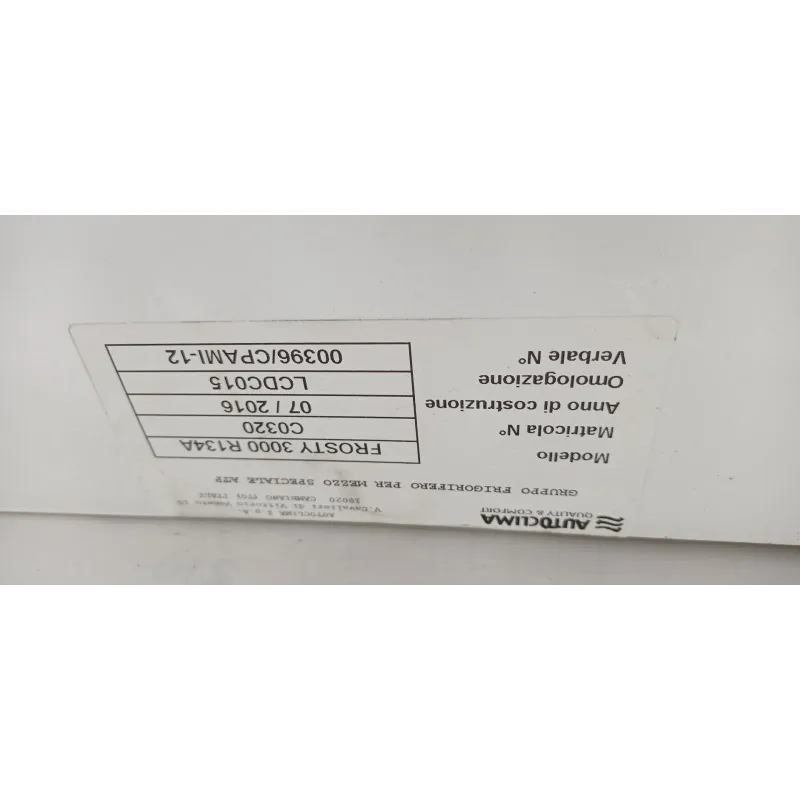 AUTOCLIMA
QUALITY & COMFORT
AUTOCLIMA S.p.A.
V.Cavalieri di Vittorio Veneto 15
10020 CAMBIANO (TO) ITALY
GRUPPO FRIGORIFERO PER MEZZO SPECIALE ATP
Modello FROSTY 3000 R134A
Matricola N° C0320
Anno di costruzione 07 / 2016
Omologazione LCDC015
Verbale N° 00396/CPAMI-12